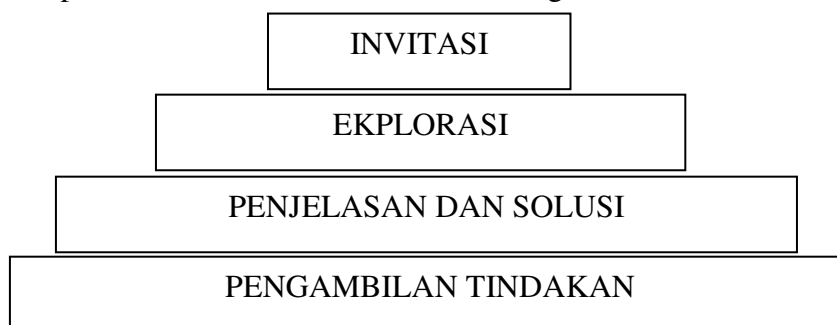 INVITASI
EKPLORASI
PENJELASAN DAN SOLUSI
PENGAMBILAN TINDAKAN